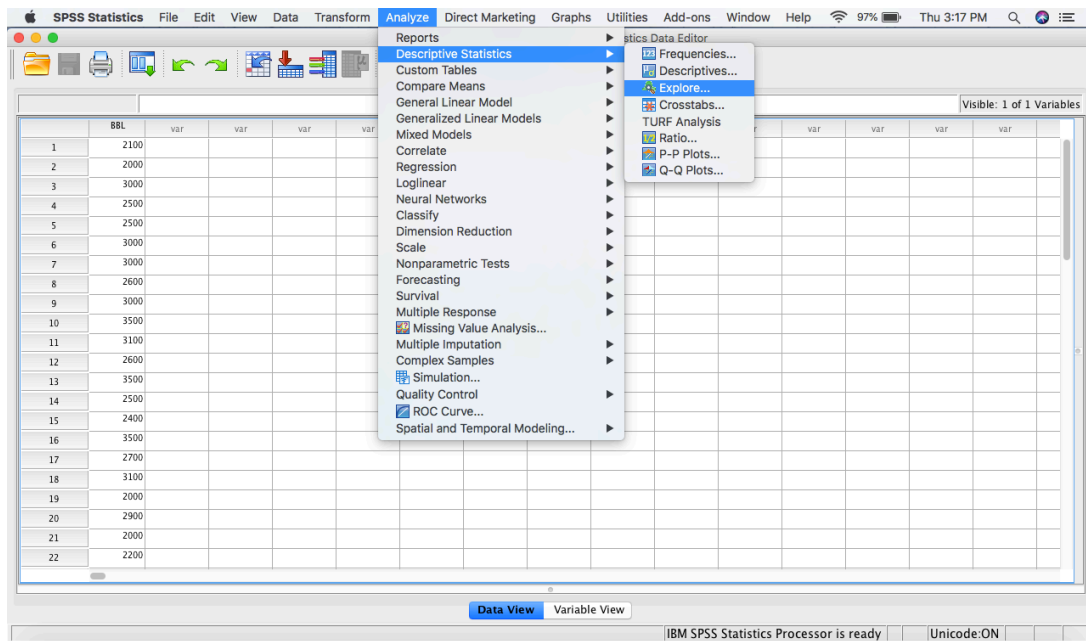 SPSS Statistics File Edit View Data Transform Analyze Direct Marketing Graphs Utilities Add-ons Window Help 97% Thu 3:17 PM
stics Data Editor
Reports
Descriptive Statistics
Custom Tables
Compare Means
General Linear Model
Generalized Linear Models
Mixed Models
Correlate
Regression
Loglinear
Neural Networks
Classify
Dimension Reduction
Scale
Nonparametric Tests
Forecasting
Survival
Multiple Response
Missing Value Analysis...
Multiple Imputation
Complex Samples
Simulation...
Quality Control
ROC Curve...
Spatial and Temporal Modeling...
Frequencies...
Descriptives...
Explore...
Crosstabs...
TURF Analysis
Ratio...
P-P Plots...
Q-Q Plots...
Visible: 1 of 1 Variables
BBL var var var var var var var var
1 2100
2 2000
3 3000
4 2500
5 2500
6 3000
7 3000
8 2600
9 3000
10 3500
11 3100
12 2600
13 3500
14 2500
15 2400
16 3500
17 2700
18 3100
19 2000
20 2900
21 2000
22 2200
Data View Variable View
IBM SPSS Statistics Processor is ready Unicode:ON